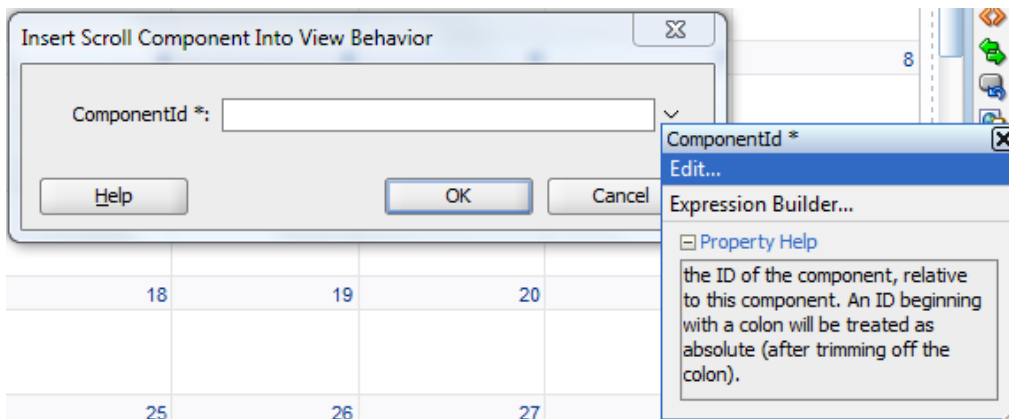 Insert Scroll Component Into View Behavior
8
ComponentId *:
ComponentId *
Edit...
Help
OK
Cancel
Expression Builder...
Property Help
the ID of the component, relative
to this component. An ID beginning
with a colon will be treated as
absolute (after trimming off the
colon).
18
19
20
25
26
27